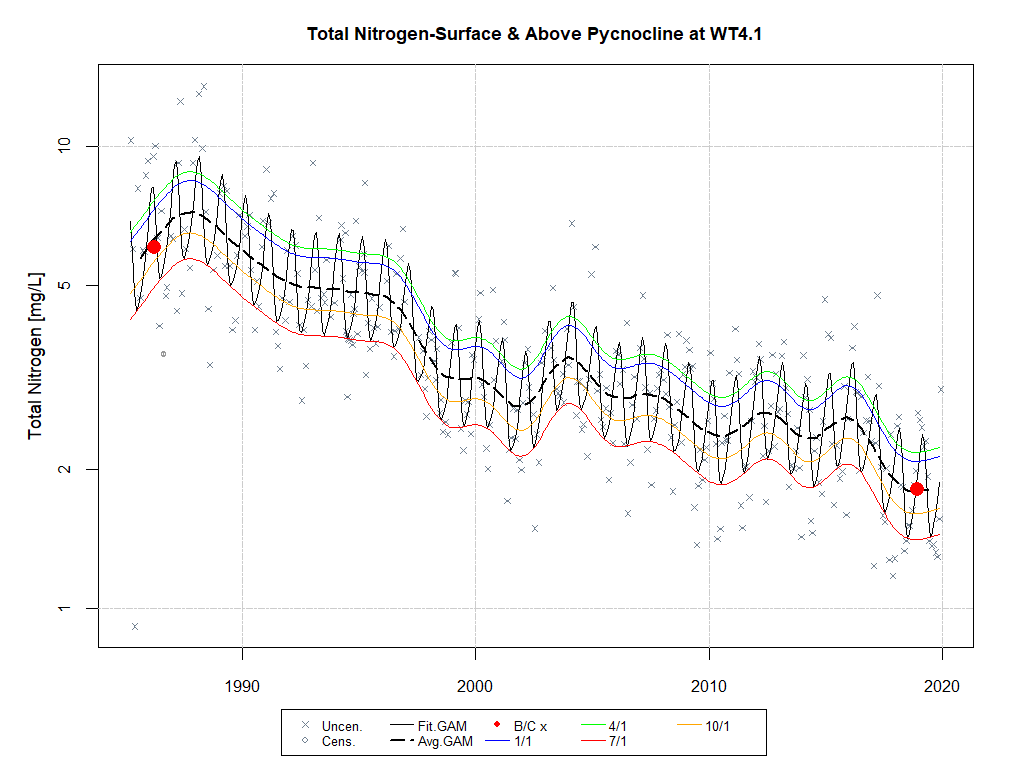 Total Nitrogen-Surface & Above Pycnocline at WT4.1
Total Nitrogen [mg/L]
10
5
2
1
1990 2000 2010 2020
Uncen. Fit.GAM B/C x 4/1 10/1
Cens. Avg.GAM 1/1 7/1